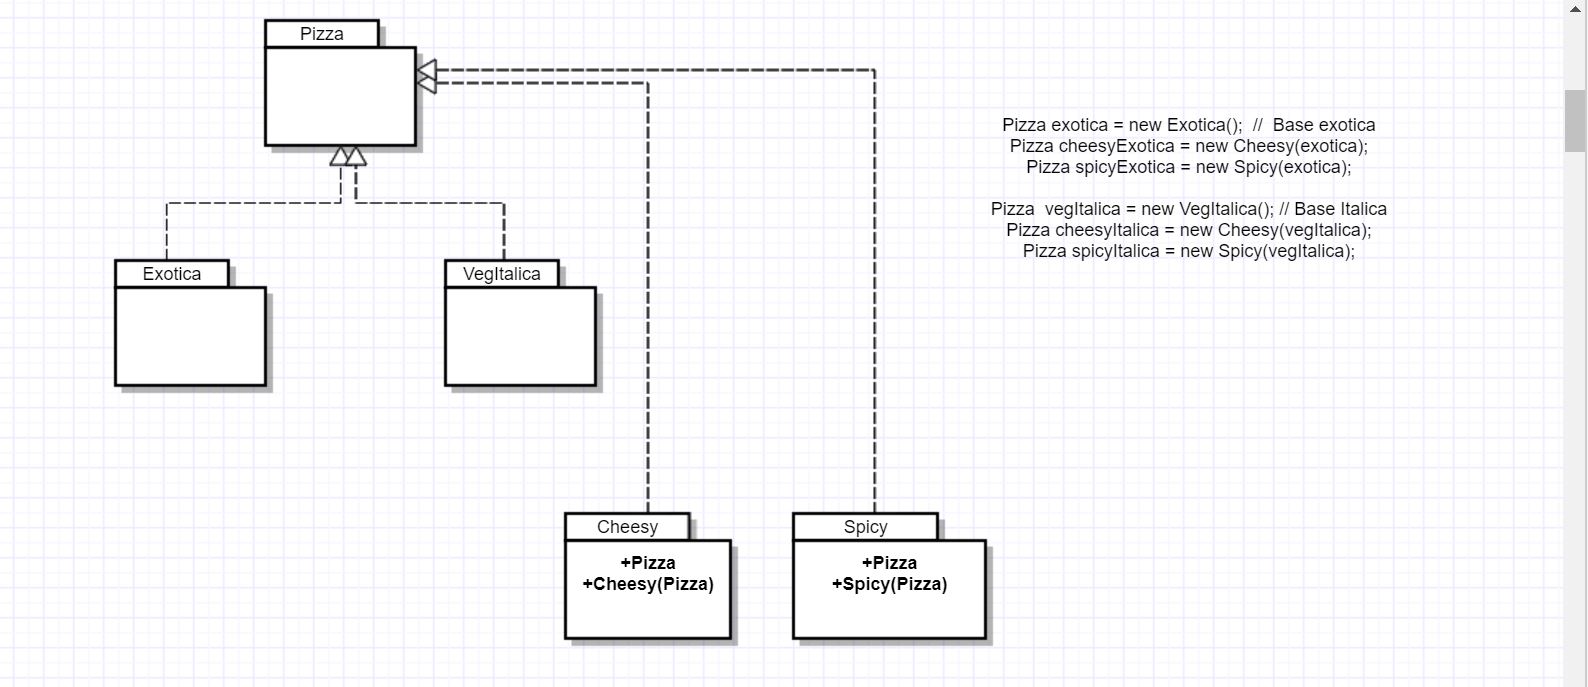 Pizza
Pizza exotica = new Exotica();  //  Base exotica
Pizza cheesyExotica = new Cheesy(exotica);
Pizza spicyExotica = new Spicy(exotica);
Pizza  vegItalica = new VegItalica(); // Base Italica
Pizza cheesyItalica = new Cheesy(vegItalica);
Pizza spicyItalica = new Spicy(vegItalica);
Exotica
VegItalica
Cheesy
+Pizza
+Cheesy(Pizza)
Spicy
+Pizza
+Spicy(Pizza)